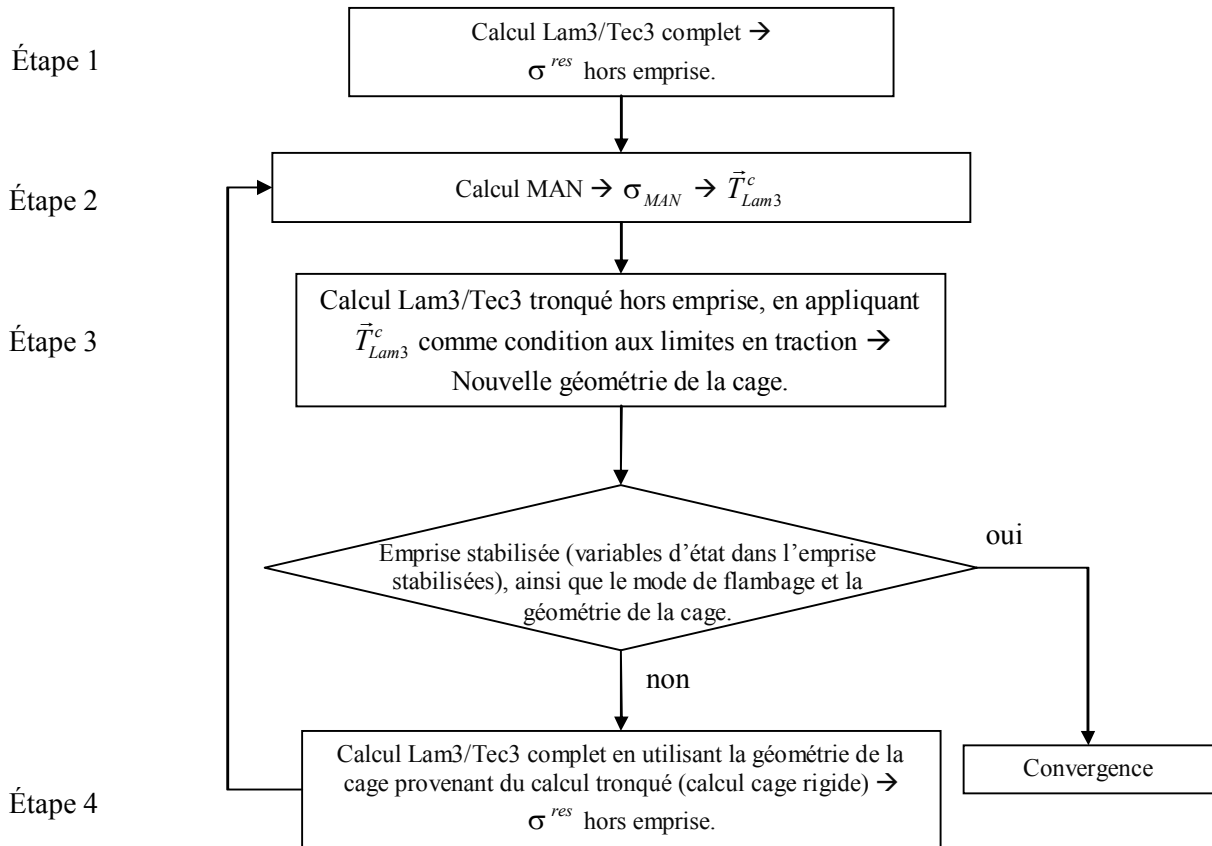 Étape 1
Calcul Lam3/Tec3 complet →
σ^res hors emprise.
Étape 2
Calcul MAN → σ_MAN → T⃗^c_Lam3
Étape 3
Calcul Lam3/Tec3 tronqué hors emprise, en appliquant
T⃗^c_Lam3 comme condition aux limites en traction →
Nouvelle géométrie de la cage.
oui
Emprise stabilisée (variables d’état dans l’emprise
stabilisées), ainsi que le mode de flambage et la
géométrie de la cage.
non
Étape 4
Calcul Lam3/Tec3 complet en utilisant la géométrie de la
cage provenant du calcul tronqué (calcul cage rigide) →
σ^res hors emprise.
Convergence